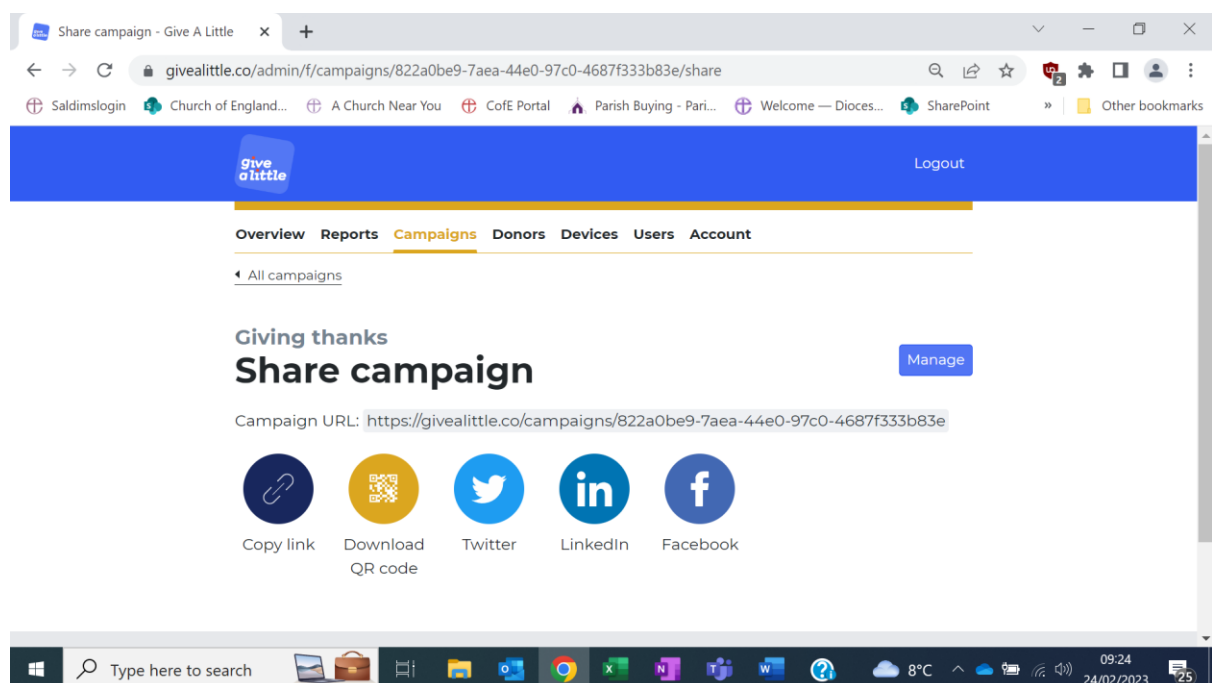 Share campaign - Give A Little
givealittle.co/admin/f/campaigns/822a0be9-7aea-44e0-97c0-4687f333b83e/share
2
Saldimslogin Church of England... A Church Near You CofE Portal Parish Buying - Pari... Welcome — Dioces... SharePoint » Other bookmarks
give
a little
Logout
Overview Reports Campaigns Donors Devices Users Account
All campaigns
Giving thanks
Share campaign
Manage
Campaign URL: https://givealittle.co/campaigns/822a0be9-7aea-44e0-97c0-4687f333b83e
in f
Copy link Download QR code Twitter LinkedIn Facebook
Type here to search
8°C
09:24
24/02/2023
25